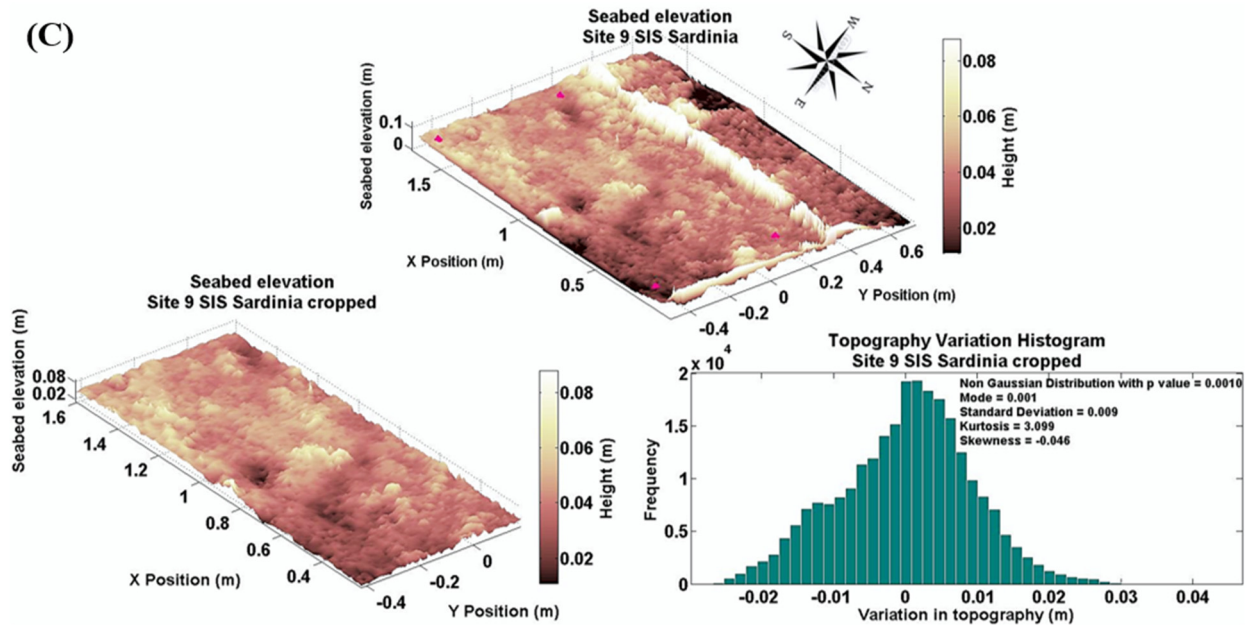 (C)
Seabed elevation
Site 9 SIS Sardinia
W
S
N
E
Seabed elevation (m)
0.1
0
1.5
1
0.5
X Position (m)
-0.4
-0.2
0
0.2
0.4
0.6
Y Position (m)
0.08
0.06
0.04
0.02
Height (m)
Seabed elevation
Site 9 SIS Sardinia cropped
Seabed elevation (m)
0.08
0.02
1.6
1.4
1.2
1
0.8
0.6
0.4
X Position (m)
-0.4
-0.2
0
Y Position (m)
0.08
0.06
0.04
0.02
Height (m)
Topography Variation Histogram
Site 9 SIS Sardinia cropped
x 10^4
2
1.5
1
0.5
0
Frequency
Non Gaussian Distribution with p value = 0.0010
Mode = 0.001
Standard Deviation = 0.009
Kurtosis = 3.099
Skewness = -0.046
-0.02 -0.01 0 0.01 0.02 0.03 0.04
Variation in topography (m)